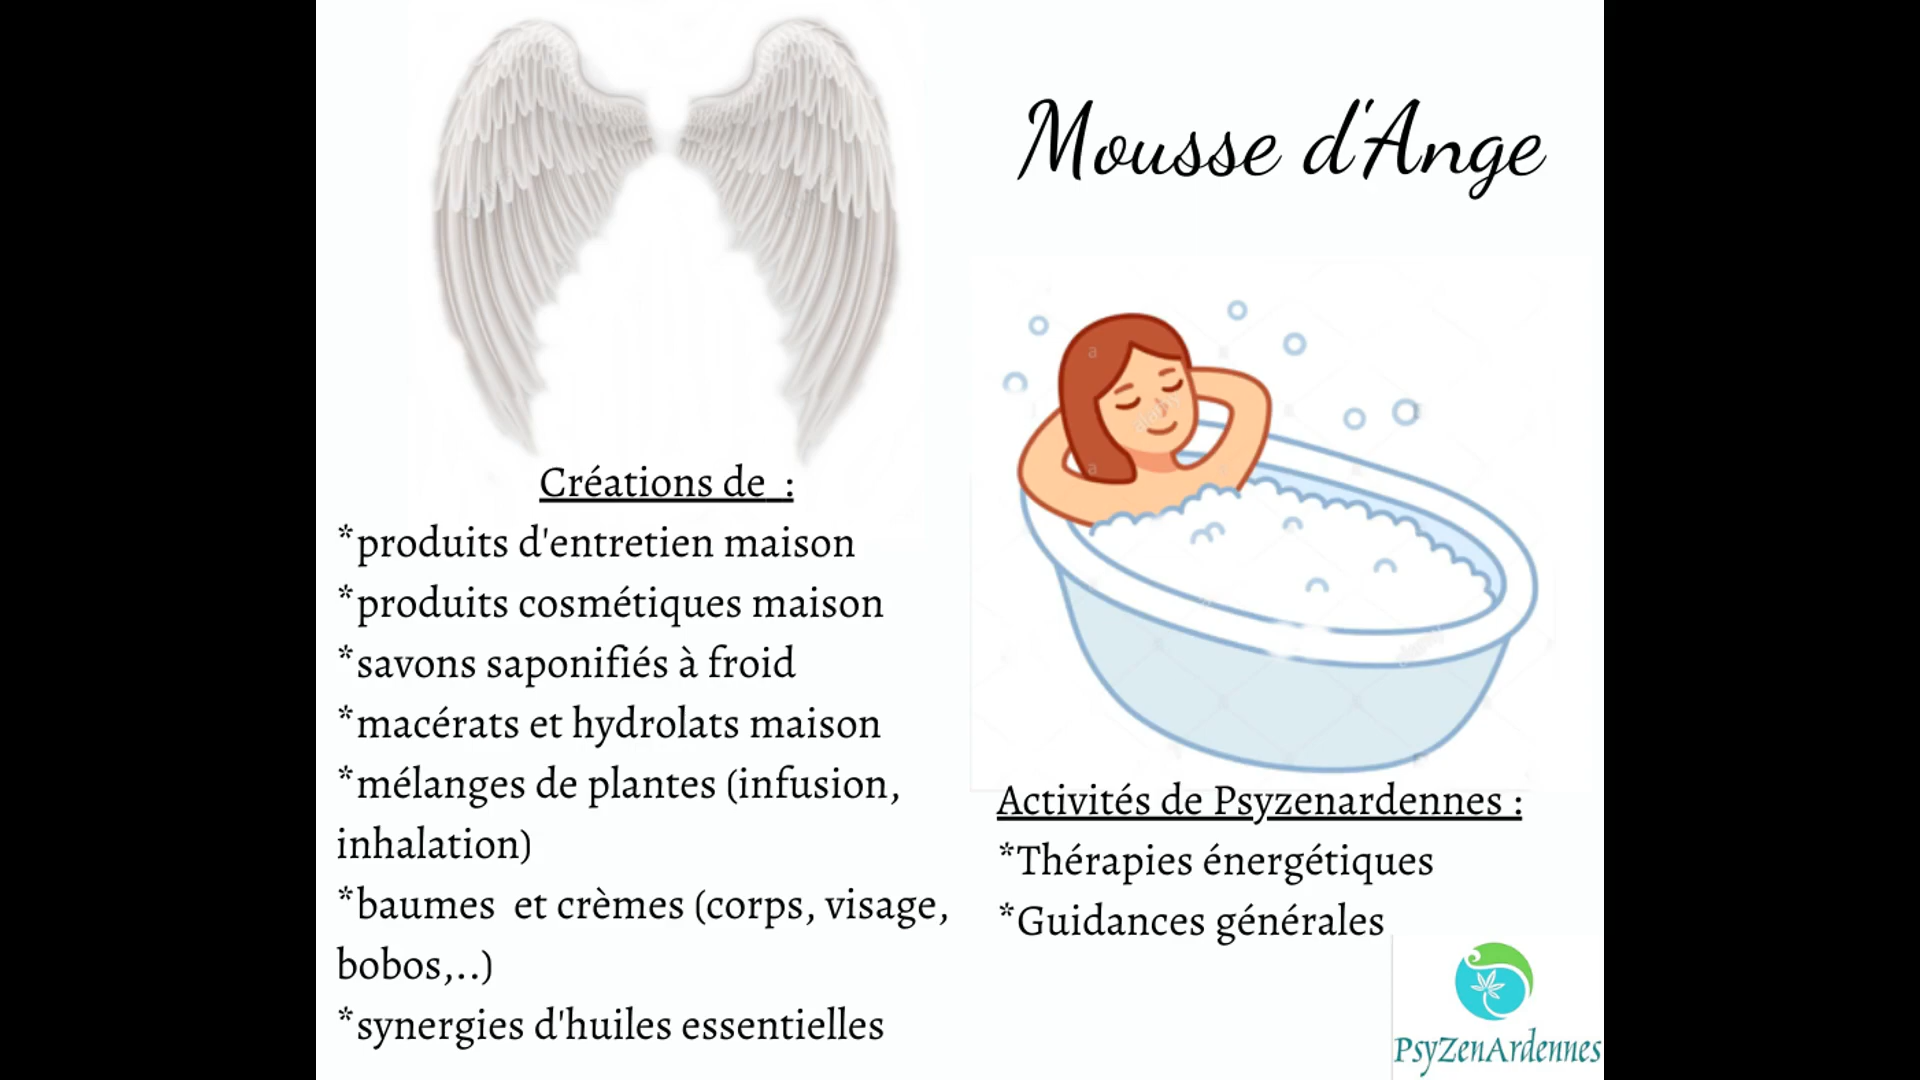 Mousse d'Ange
Créations de  :
*produits d'entretien maison
*produits cosmétiques maison
*savons saponifiés à froid
*macérats et hydrolats maison
*mélanges de plantes (infusion,
inhalation)
*baumes  et crèmes (corps, visage,
bobos,..)
*synergies d'huiles essentielles
Activités de Psyzenardennes :
*Thérapies énergétiques
*Guidances générales
PsyZenArdennes